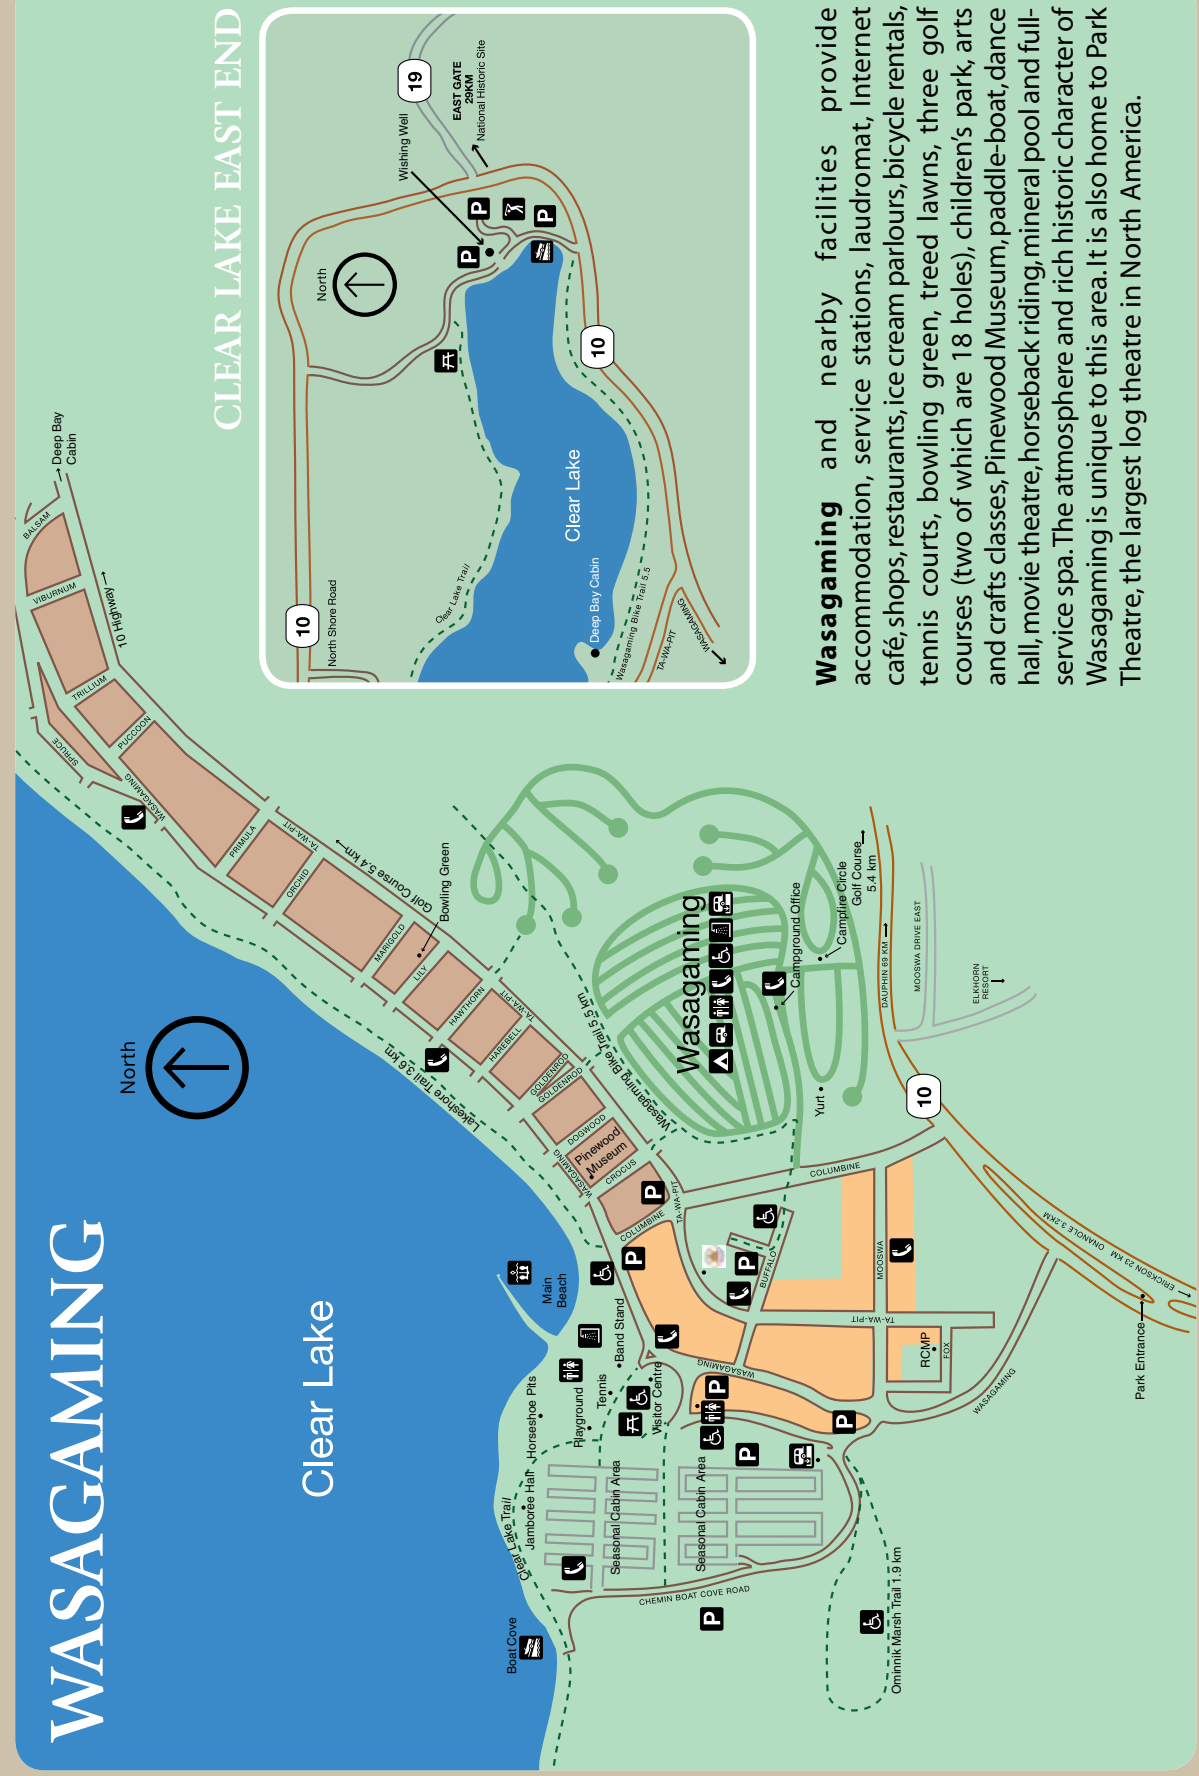 WASAGAMING
North
Clear Lake
BALSAM
Deep Bay
Cabin
VIBURNUM
10 Highway
TRILLIUM
SPRUCE
PUCCOON
WASAGAMING
PRIMULA
TA-WA-PIT
ORCHID
Golf Course 5.4 km
Bowling Green
MARIGOLD
LILY
HAWTHORN
TA-WA-PIT
HAREBELL
GOLDENROD
GOLDENROD
Lakeshore Trail 3.6 km
DOGWOOD
Pinewood
Museum
WASAGAMING
CROCUS
COLUMBINE
TA-WA-PIT
Wasagaming Bike Trail 5.5 km
Wasagaming
Campground Office
Campfire Circle
Golf Course
5.4 km
Yurt
DAUPHIN 69 KM
MOOSWA DRIVE EAST
ELKHORN
RESORT
10
COLUMBINE
P
P
P
BUFFALO
MOOSWA
TA-WA-PIT
TA-WA-PIT
RCMP
FOX
WASAGAMING
WASAGAMING
ONANOLE 3.2KM
ERICKSON 23 KM
Park Entrance
Main
Beach
Band Stand
Visitor Centre
Tennis
Playground
Horseshoe Pits
Jamboree Hall
Clear Lake Trail
Seasonal Cabin Area
Seasonal Cabin Area
P
P
P
P
CHEMIN BOAT COVE ROAD
Boat Cove
Ominnik Marsh Trail 1.9 km
CLEAR LAKE EAST END
North
19
EAST GATE
29KM
National Historic Site
Wishing Well
P
P
P
10
10
North Shore Road
Clear Lake Trail
Clear Lake
Deep Bay Cabin
Wasagaming Bike Trail 5.5
TA-WA-PIT
WASAGAMING
Wasagaming and nearby facilities provide
accommodation, service stations, laudromat, Internet
café, shops, restaurants, ice cream parlours, bicycle rentals,
tennis courts, bowling green, treed lawns, three golf
courses (two of which are 18 holes), children's park, arts
and crafts classes, Pinewood Museum, paddle-boat, dance
hall, movie theatre, horseback riding, mineral pool and full-
service spa. The atmosphere and rich historic character of
Wasagaming is unique to this area. It is also home to Park
Theatre, the largest log theatre in North America.